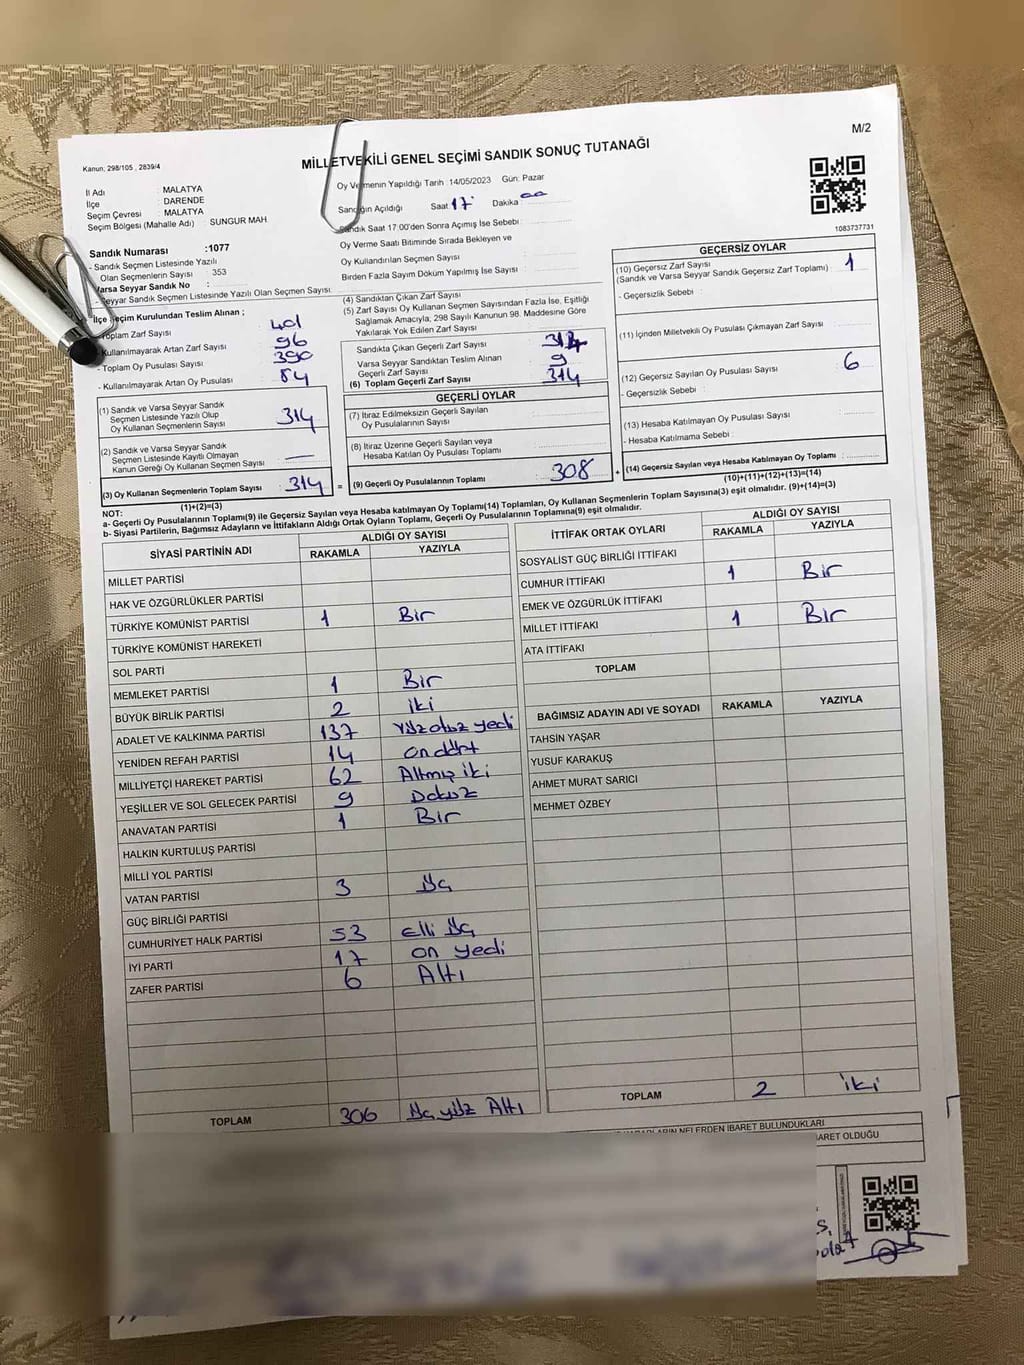 M/2
Kanun, 298/105 , 2839/4
MİLLETVEKİLİ GENEL SEÇİMİ SANDIK SONUÇ TUTANAĞI
İl Adı : MALATYA
İlçe : DARENDE
Seçim Çevresi : MALATYA
Seçim Bölgesi (Mahalle Adı) : SUNGUR MAH.
Oy Vermenin Yapıldığı Tarih : 14/05/2023 Gün: Pazar
Sandığın Açıldığı Saat 17 Dakika 00
Sandık Saat 17:00'den Sonra Açılmış İse Sebebi :
Oy Verme Saati Bitiminde Sırada Bekleyen ve
Oy Kullandırılan Seçmen Sayısı :
Birden Fazla Sayım Döküm Yapılmış İse Sayısı :
1083737731
Sandık Numarası :1077
- Sandık Seçmen Listesinde Yazılı
Olan Seçmenlerin Sayısı : 353
Varsa Seyyar Sandık No :
- Seyyar Sandık Seçmen Listesinde Yazılı Olan Seçmen Sayısı:
İlçe Seçim Kurulundan Teslim Alınan ;
- Toplam Zarf Sayısı : 401
- Kullanılmayarak Artan Zarf Sayısı : 96
- Toplam Oy Pusulası Sayısı : 390
- Kullanılmayarak Artan Oy Pusulası : 84
(1) Sandık ve Varsa Seyyar Sandık
Seçmen Listesinde Yazılı Olup
Oy Kullanan Seçmenlerin Sayısı : 314
(2) Sandık ve Varsa Seyyar Sandık
Seçmen Listesinde Kayıtlı Olmayan
Kanun Gereği Oy Kullanan Seçmen Sayısı : —
(3) Oy Kullanan Seçmenlerin Toplam Sayısı : 314 =
(1)+(2)=(3)
(4) Sandıktan Çıkan Zarf Sayısı :
(5) Zarf Sayısı Oy Kullanan Seçmen Sayısından Fazla İse, Eşitliği
Sağlamak Amacıyla, 298 Sayılı Kanunun 98. Maddesine Göre
Yakılarak Yok Edilen Zarf Sayısı :
Sandıkta Çıkan Geçerli Zarf Sayısı : 314
Varsa Seyyar Sandıktan Teslim Alınan
Geçerli Zarf Sayısı : 9
(6) Toplam Geçerli Zarf Sayısı : 314
GEÇERLİ OYLAR
(7) İtiraz Edilmeksizin Geçerli Sayılan
Oy Pusulalarının Sayısı :
(8) İtiraz Üzerine Geçerli Sayılan veya
Hesaba Katılan Oy Pusulası Toplamı :
(9) Geçerli Oy Pusulalarının Toplamı : 308 +
GEÇERSİZ OYLAR
(10) Geçersiz Zarf Sayısı
(Sandık ve Varsa Seyyar Sandık Geçersiz Zarf Toplamı) : 1
- Geçersizlik Sebebi :
(11) İçinden Milletvekili Oy Pusulası Çıkmayan Zarf Sayısı :
(12) Geçersiz Sayılan Oy Pusulası Sayısı : 6
- Geçersizlik Sebebi :
(13) Hesaba Katılmayan Oy Pusulası Sayısı :
- Hesaba Katılmama Sebebi :
(14) Geçersiz Sayılan veya Hesaba Katılmayan Oy Toplamı :
(10)+(11)+(12)+(13)=(14)
NOT:
a- Geçerli Oy Pusulalarının Toplamı(9) ile Geçersiz Sayılan veya Hesaba katılmayan Oy Toplamı(14) Toplamları, Oy Kullanan Seçmenlerin Toplam Sayısına(3) eşit olmalıdır. (9)+(14)=(3)
b- Siyasi Partilerin, Bağımsız Adayların ve İttifakların Aldığı Ortak Oyların Toplamı, Geçerli Oy Pusulalarının Toplamına(9) eşit olmalıdır.
SİYASİ PARTİNİN ADI ALDIĞI OY SAYISI
RAKAMLA YAZIYLA
MİLLET PARTİSİ
HAK VE ÖZGÜRLÜKLER PARTİSİ
TÜRKİYE KOMÜNİST PARTİSİ 1 Bir
TÜRKİYE KOMÜNİST HAREKETİ
SOL PARTİ
MEMLEKET PARTİSİ 1 Bir
BÜYÜK BİRLİK PARTİSİ 2 iki
ADALET VE KALKINMA PARTİSİ 137 Yüz otuz yedi
YENİDEN REFAH PARTİSİ 14 on dört
MİLLİYETÇİ HAREKET PARTİSİ 62 Altmış iki
YEŞİLLER VE SOL GELECEK PARTİSİ 9 Dokuz
ANAVATAN PARTİSİ 1 Bir
HALKIN KURTULUŞ PARTİSİ
MİLLİ YOL PARTİSİ
VATAN PARTİSİ 3 Üç
GÜÇ BİRLİĞİ PARTİSİ
CUMHURİYET HALK PARTİSİ 53 elli Üç
İYİ PARTİ 17 on yedi
ZAFER PARTİSİ 6 Altı
TOPLAM 306 Üç yüz Altı
İTTİFAK ORTAK OYLARI ALDIĞI OY SAYISI
RAKAMLA YAZIYLA
SOSYALİST GÜÇ BİRLİĞİ İTTİFAKI
CUMHUR İTTİFAKI 1 Bir
EMEK VE ÖZGÜRLÜK İTTİFAKI
MİLLET İTTİFAKI 1 Bir
ATA İTTİFAKI
TOPLAM
BAĞIMSIZ ADAYIN ADI VE SOYADI RAKAMLA YAZIYLA
TAHSİN YAŞAR
YUSUF KARAKUŞ
AHMET MURAT SARICI
MEHMET ÖZBEY
TOPLAM 2 iki
NELERDEN İBARET BULUNDUKLARI
İBARET OLDUĞU